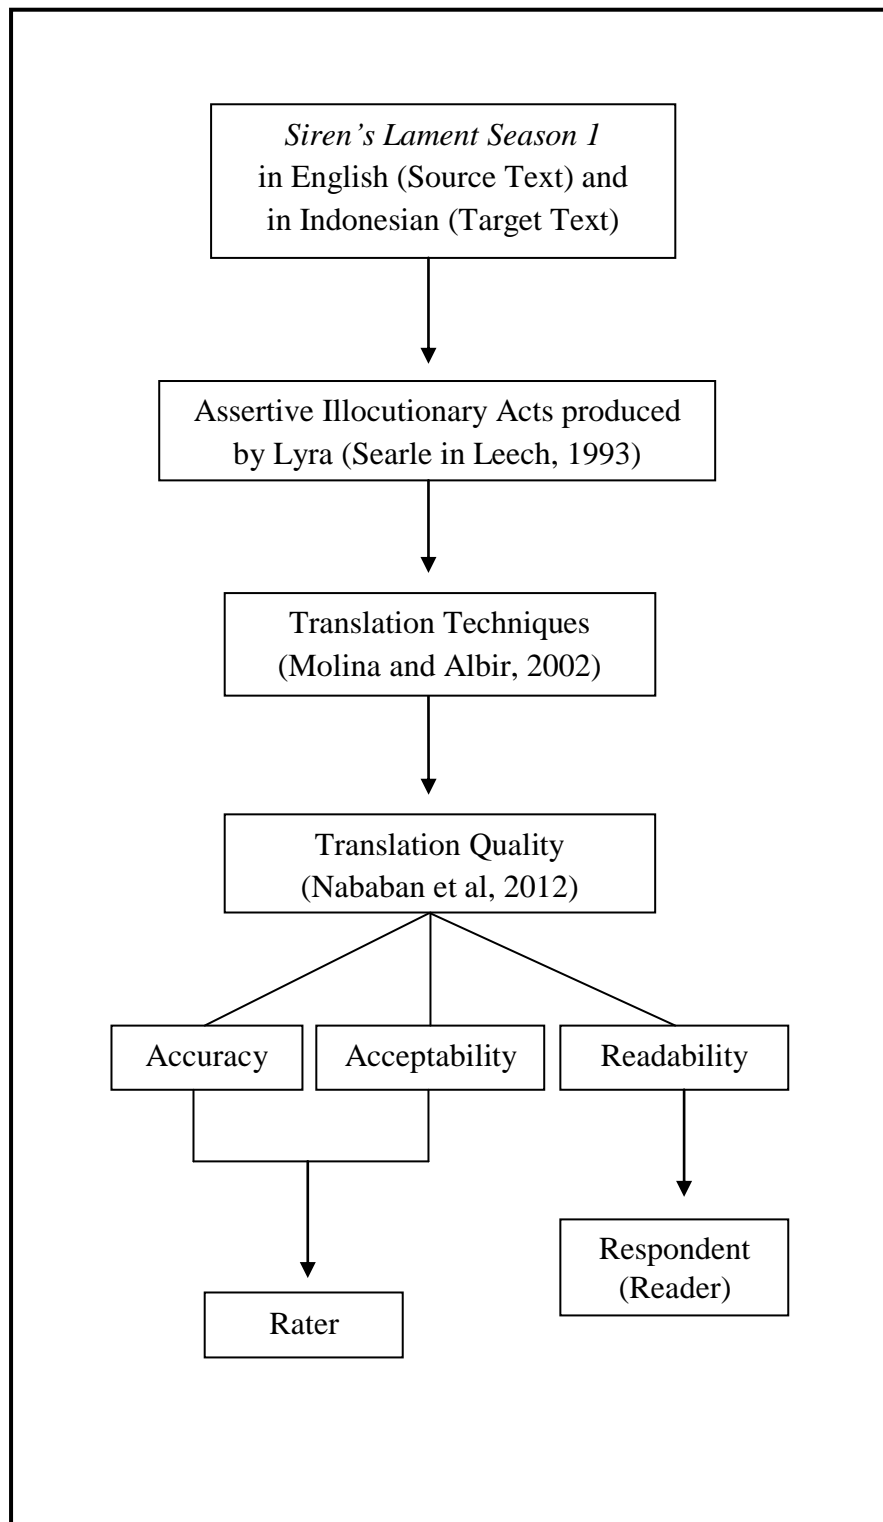 Siren’s Lament Season 1
in English (Source Text) and
in Indonesian (Target Text)
Assertive Illocutionary Acts produced
by Lyra (Searle in Leech, 1993)
Translation Techniques
(Molina and Albir, 2002)
Translation Quality
(Nababan et al, 2012)
Accuracy
Acceptability
Readability
Respondent
(Reader)
Rater